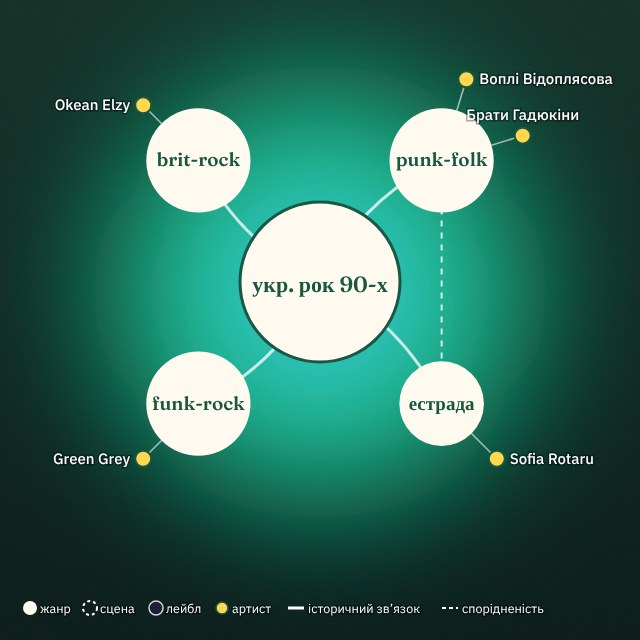 Воплі Відоплясова
Okean Elzy
Брати Гадюкіни
brit-rock
punk-folk
укр. рок 90-х
funk-rock
естрада
Green Grey
Sofia Rotaru
жанр
сцена
лейбл
артист
історичний зв’язок
спорідненість